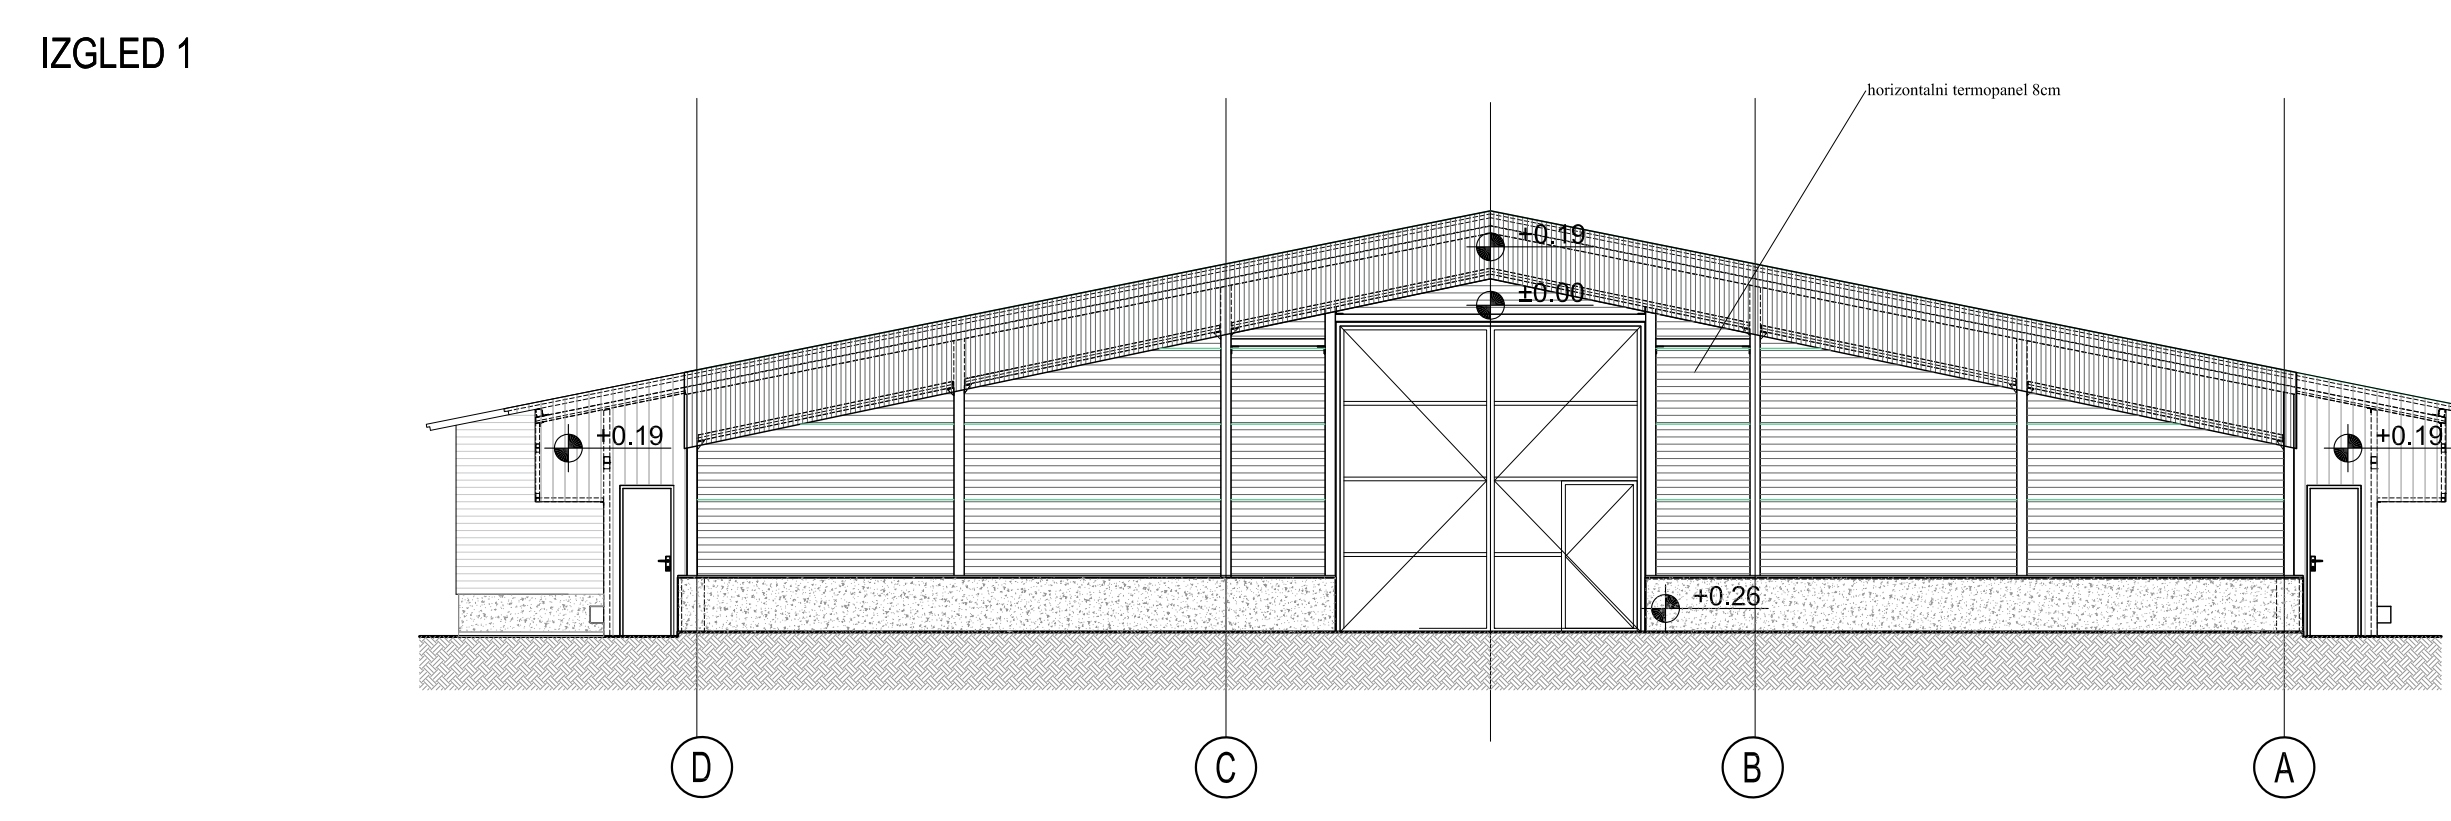 IZGLED 1
horizontalni termopanel 8cm
±0.19
±0.00
+0.19
+0.19
+0.26
D
C
B
A